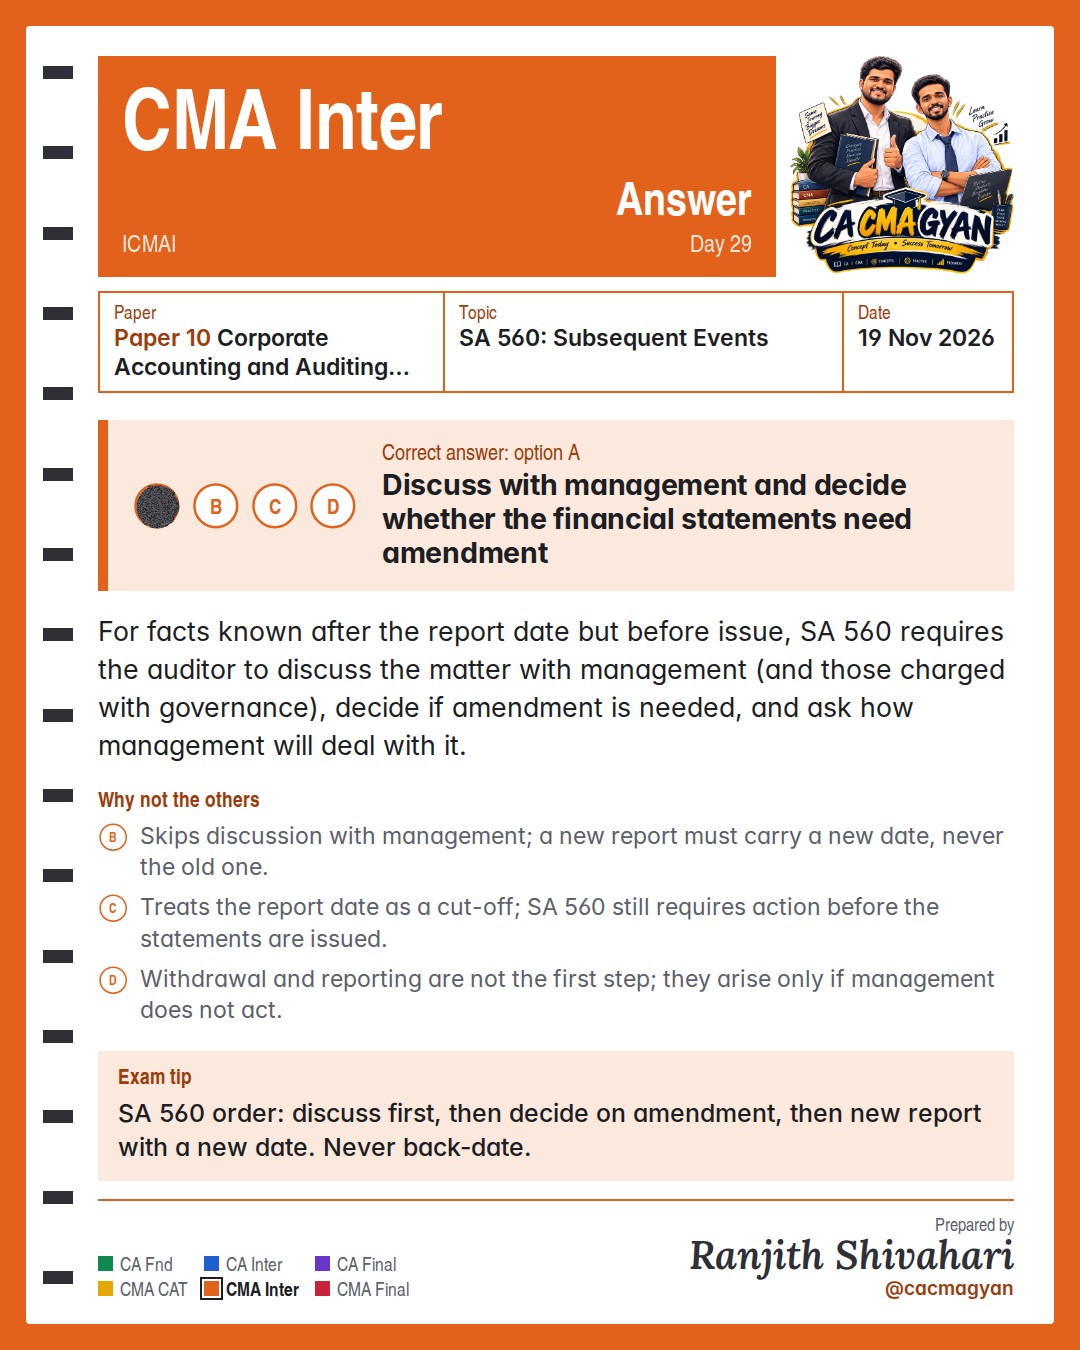 CMA Inter
Answer
ICMAI
Day 29
CA CMA GYAN
Concept Today • Success Tomorrow
Learn
Practice
Grow
Paper
Paper 10 Corporate
Accounting and Auditing...
Topic
SA 560: Subsequent Events
Date
19 Nov 2026
Correct answer: option A
B C D
Discuss with management and decide
whether the financial statements need
amendment
For facts known after the report date but before issue, SA 560 requires
the auditor to discuss the matter with management (and those charged
with governance), decide if amendment is needed, and ask how
management will deal with it.
Why not the others
B Skips discussion with management; a new report must carry a new date, never
the old one.
C Treats the report date as a cut-off; SA 560 still requires action before the
statements are issued.
D Withdrawal and reporting are not the first step; they arise only if management
does not act.
Exam tip
SA 560 order: discuss first, then decide on amendment, then new report
with a new date. Never back-date.
Prepared by
Ranjith Shivahari
@cacmagyan
CA Fnd CA Inter CA Final
CMA CAT CMA Inter CMA Final